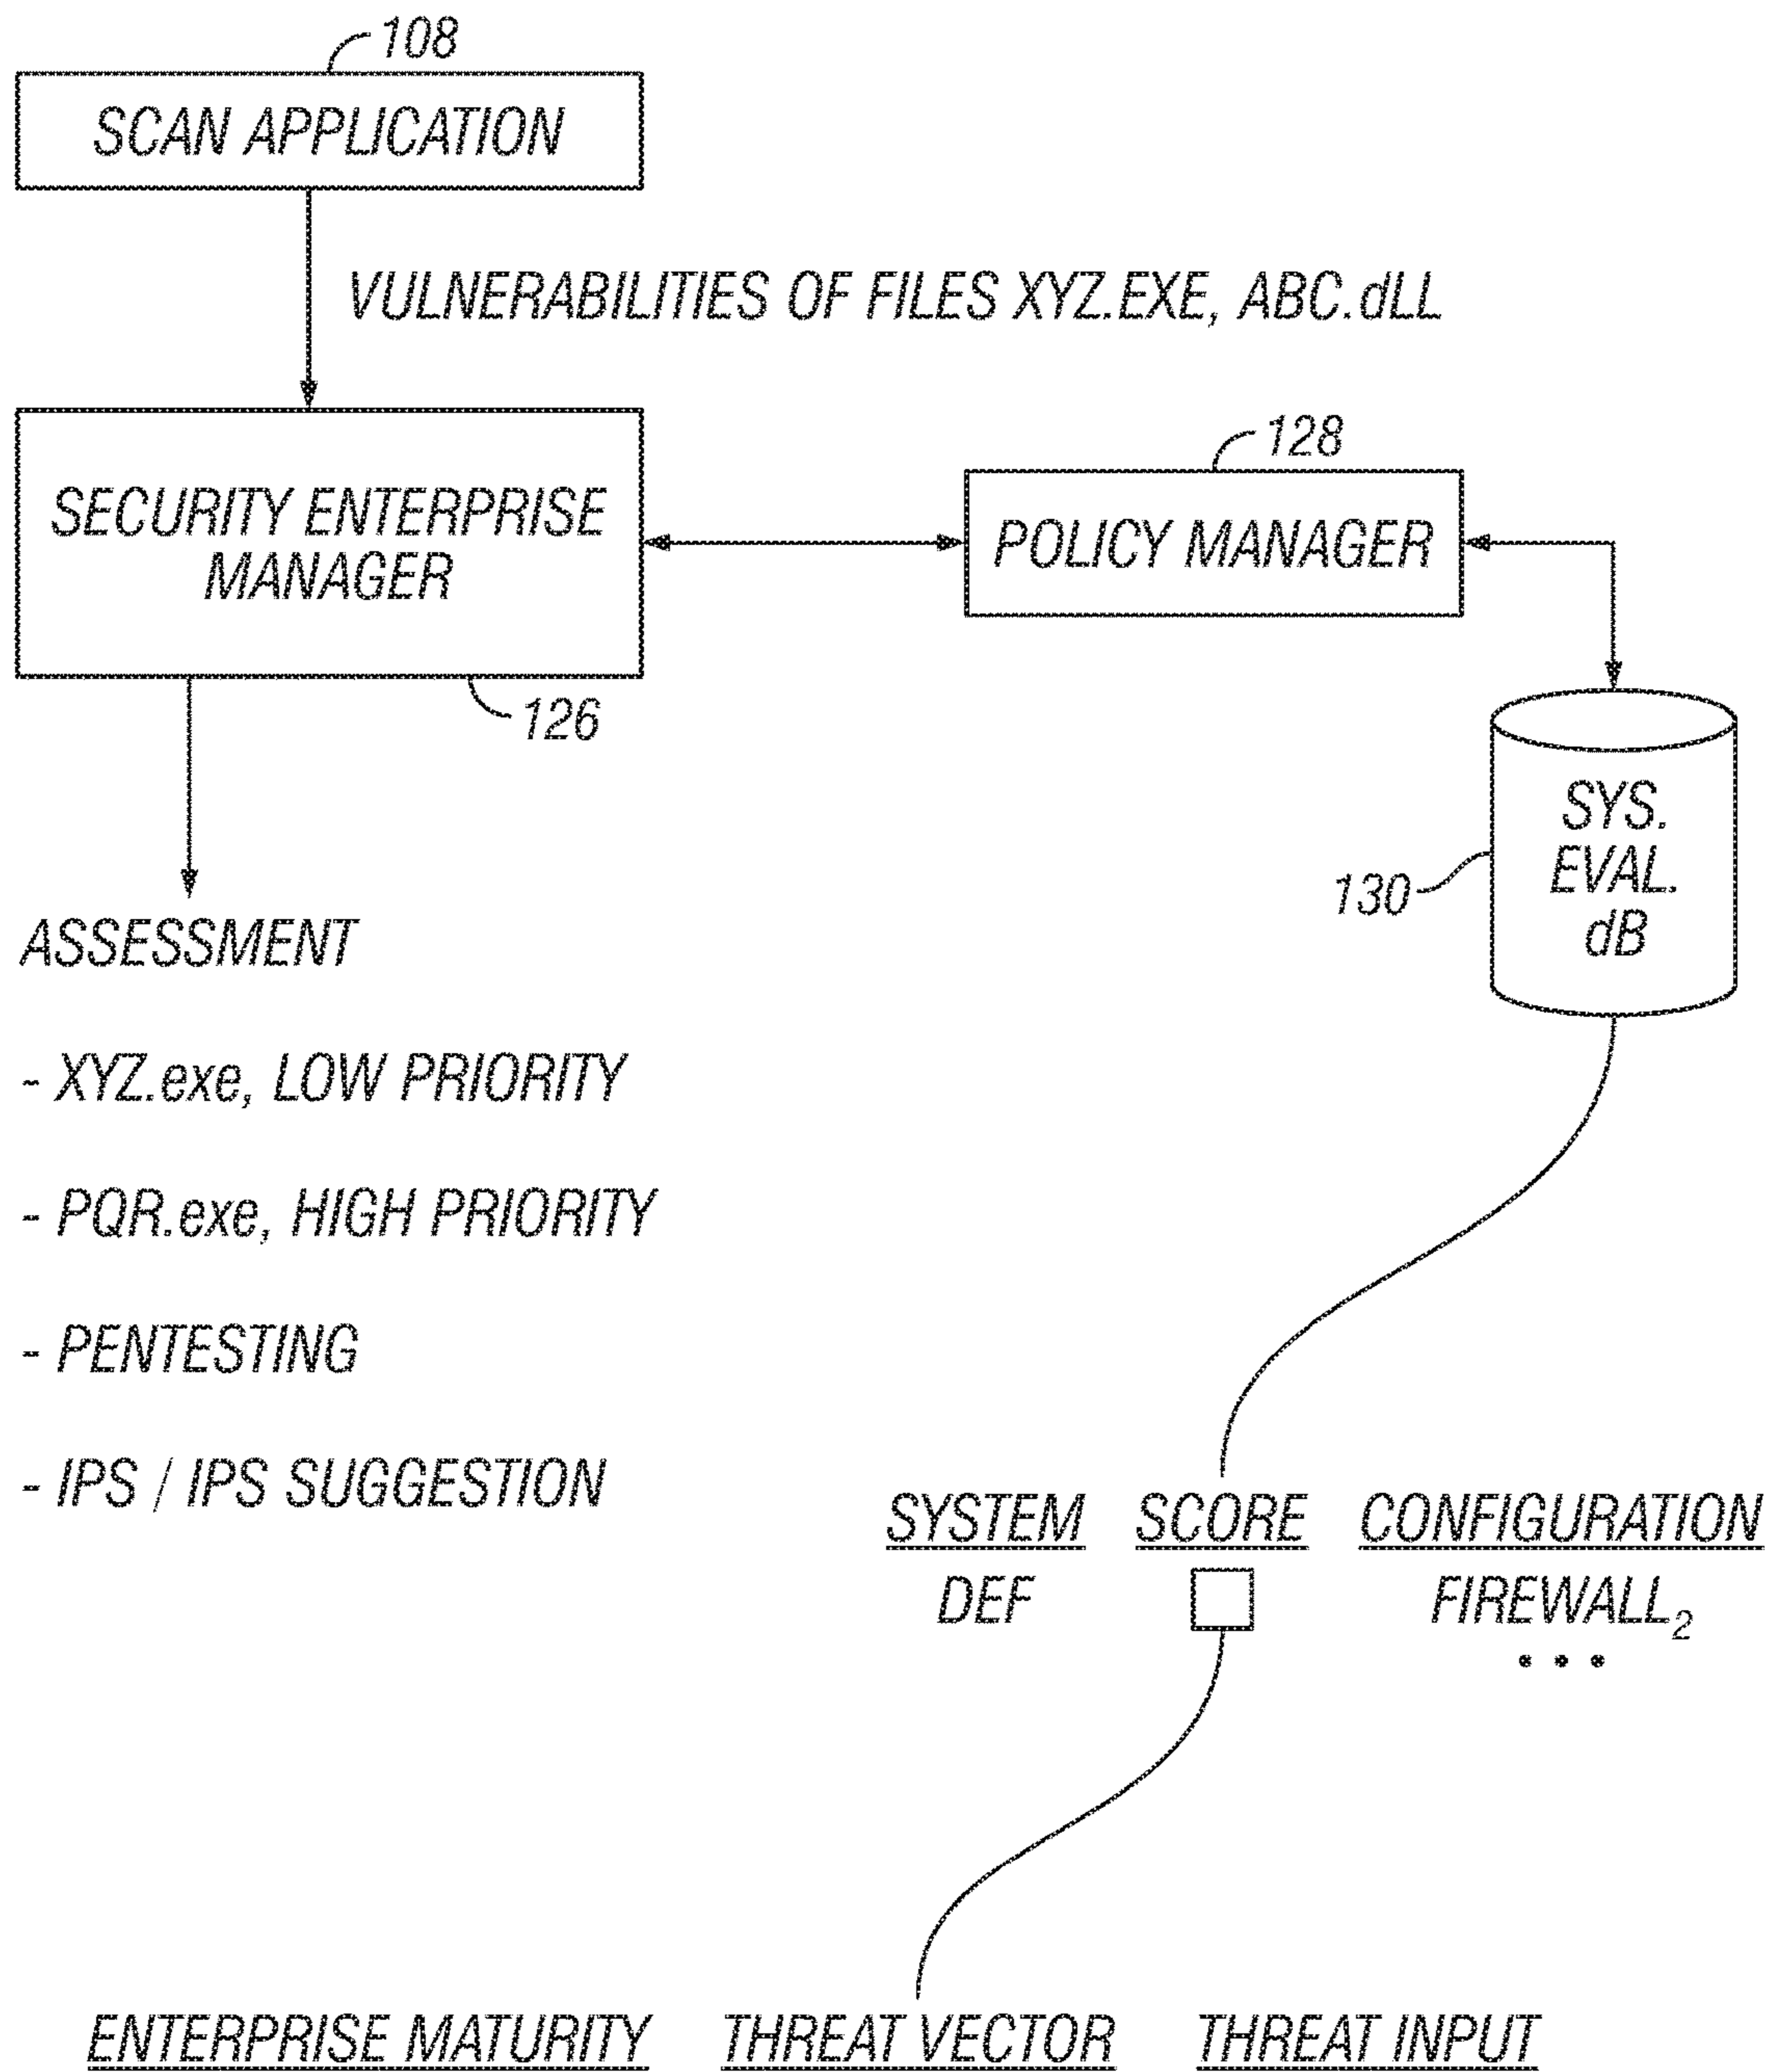 108
SCAN APPLICATION
VULNERABILITIES OF FILES XYZ.EXE, ABC.dLL
SECURITY ENTERPRISE
MANAGER
126
128
POLICY MANAGER
130
SYS.
EVAL.
dB
ASSESSMENT
- XYZ.exe, LOW PRIORITY
- PQR.exe, HIGH PRIORITY
- PENTESTING
- IPS / IPS SUGGESTION
SYSTEM SCORE CONFIGURATION
DEF FIREWALL₂
• • •
ENTERPRISE MATURITY THREAT VECTOR THREAT INPUT